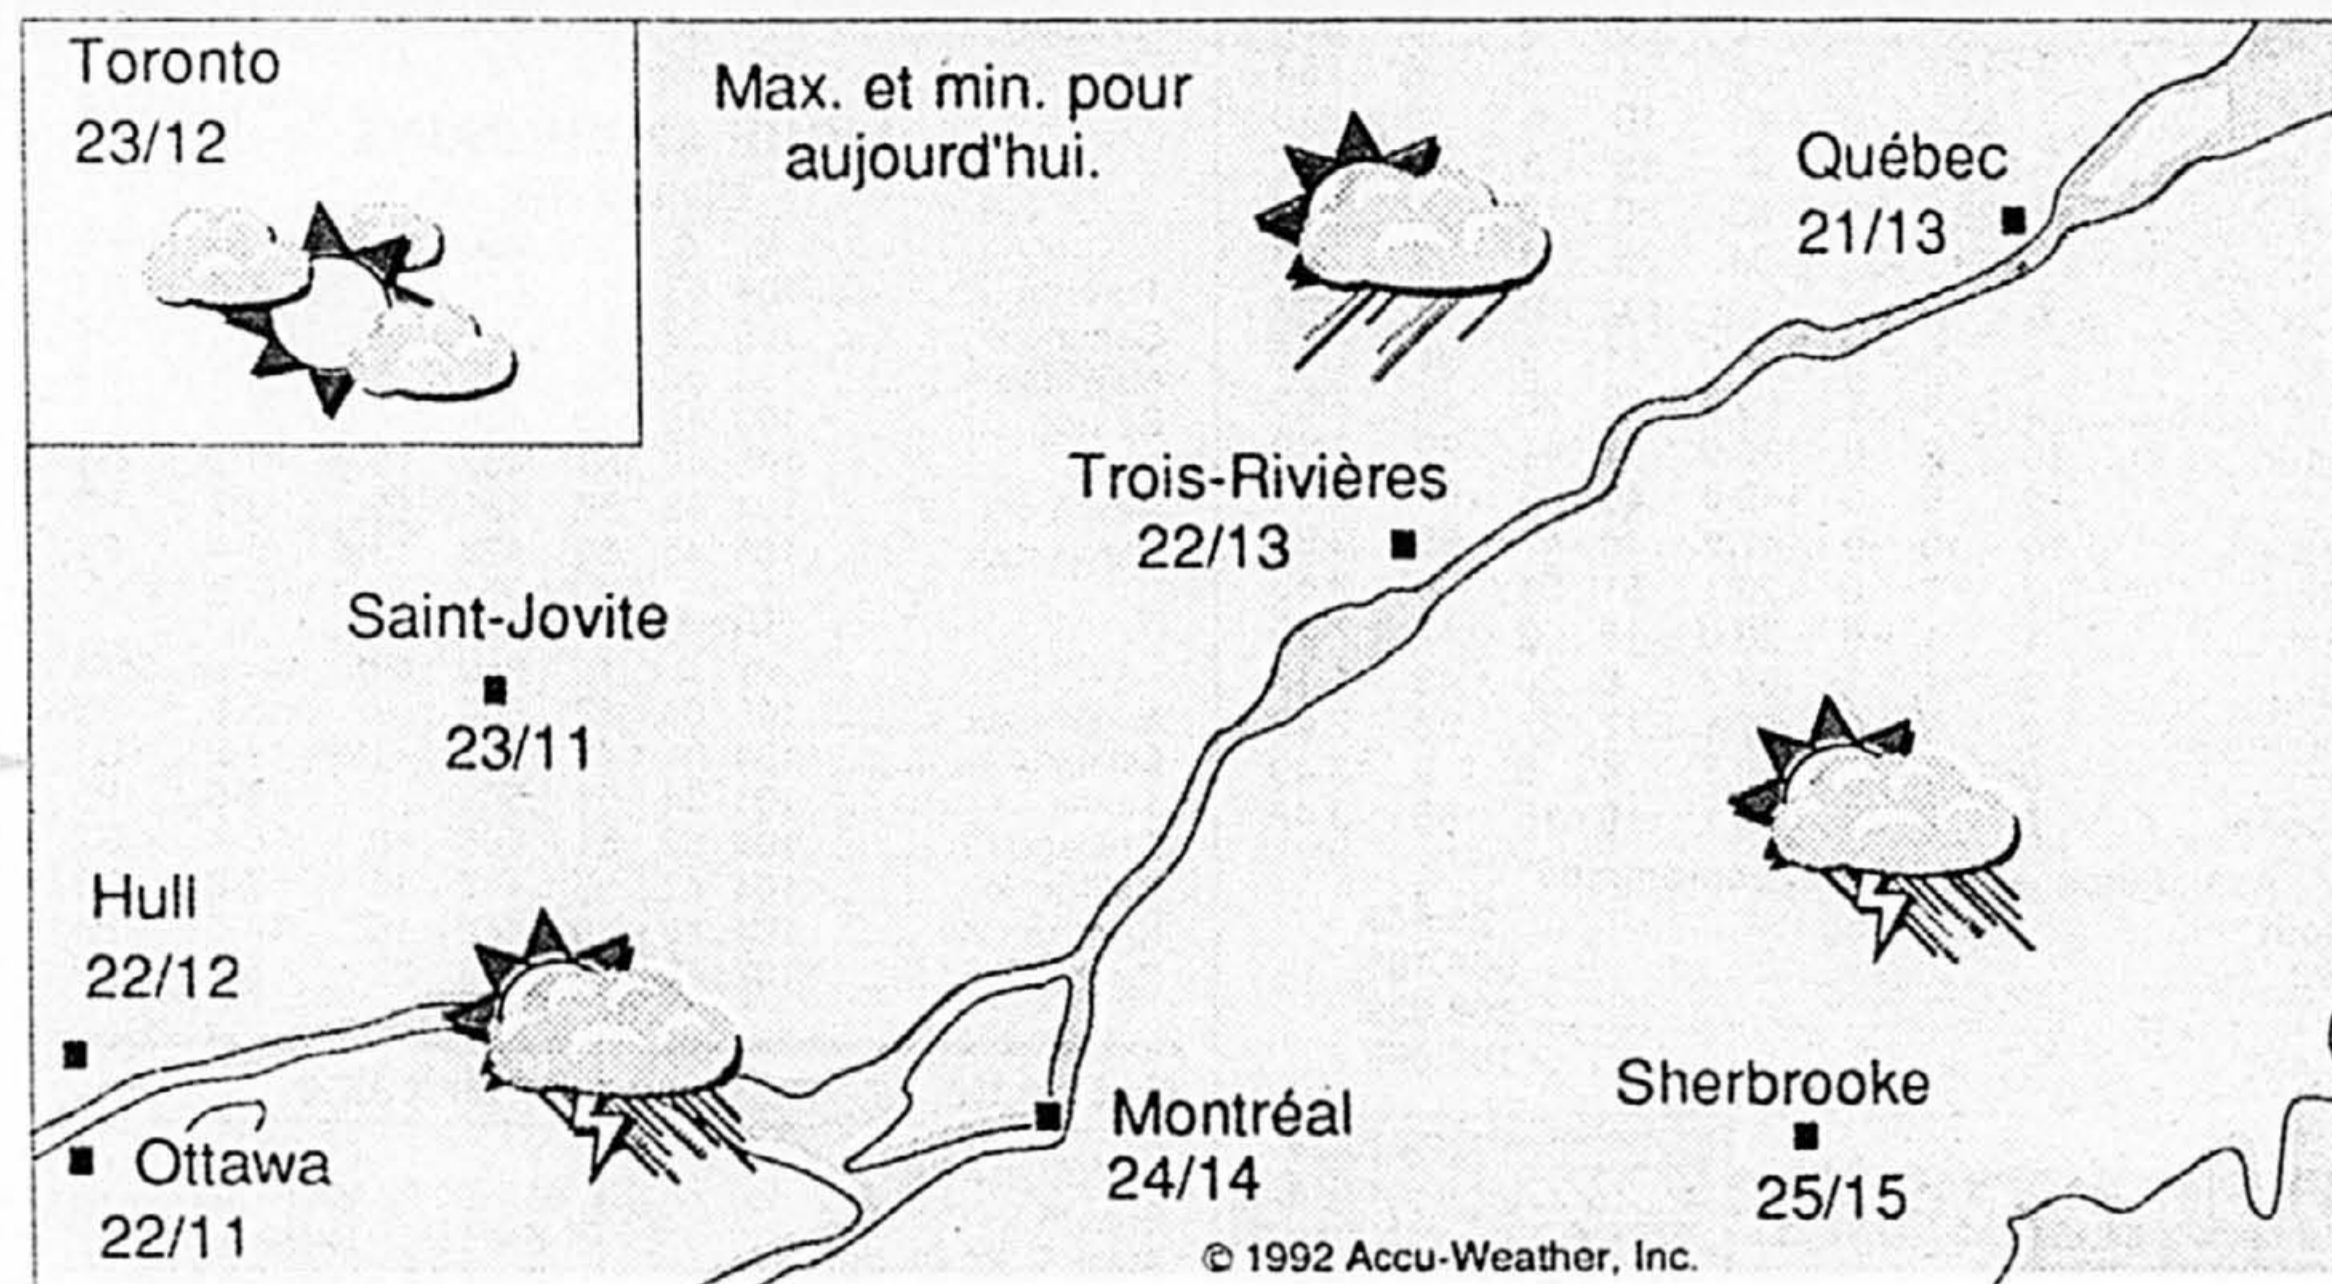 Toronto
23/12
Max. et min. pour
aujourd'hui.
Québec
21/13
Trois-Rivières
22/13
Saint-Jovite
23/11
Hull
22/12
Ottawa
22/11
Montréal
24/14
Sherbrooke
25/15
© 1992 Accu-Weather, Inc.